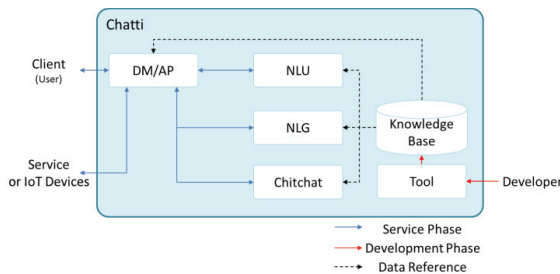 Chatti
Client
(User)
DM/AP
NLU
NLG
Knowledge
Base
Service
or IoT Devices
Chitchat
Tool
Developer
Service Phase
Development Phase
Data Reference